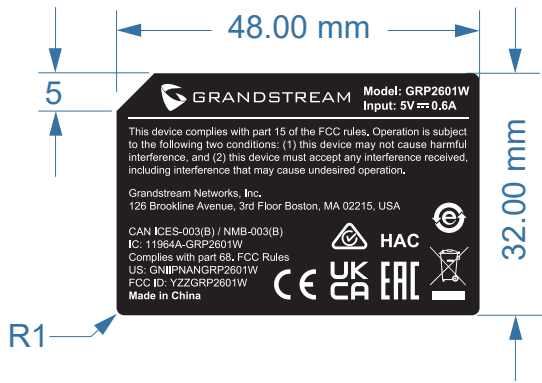 48.00 mm
5
GRANDSTREAM
Model: GRP2601W
Input: 5V⎓0.6A
This device complies with part 15 of the FCC rules. Operation is subject
to the following two conditions: (1) this device may not cause harmful
interference, and (2) this device must accept any interference received,
including interference that may cause undesired operation.
Grandstream Networks, Inc.
126 Brookline Avenue, 3rd Floor Boston, MA 02215, USA
CAN ICES-003(B) / NMB-003(B)
IC: 11964A-GRP2601W
Complies with part 68. FCC Rules
US: GNIIPNANGRP2601W
FCC ID: YZZGRP2601W
Made in China
e
HAC
CE
UK
CA
EAC
32.00 mm
R1